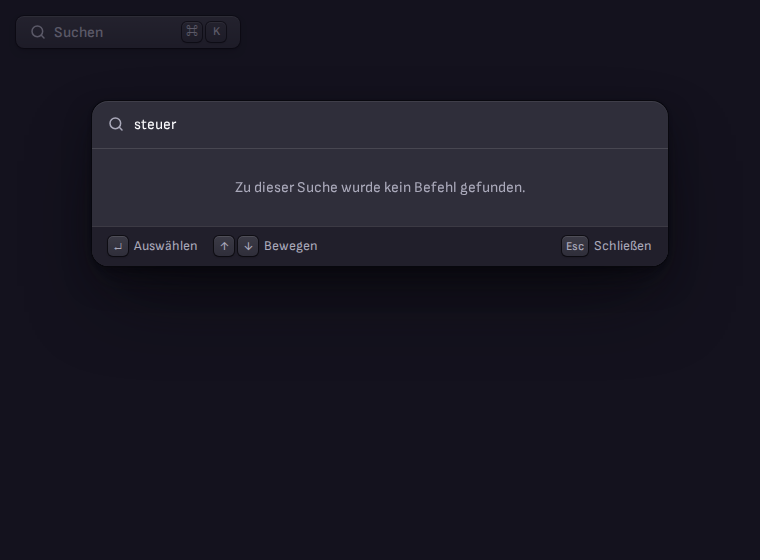 Suchen ⌘ K
steuer
Zu dieser Suche wurde kein Befehl gefunden.
↵ Auswählen ↑ ↓ Bewegen Esc Schließen